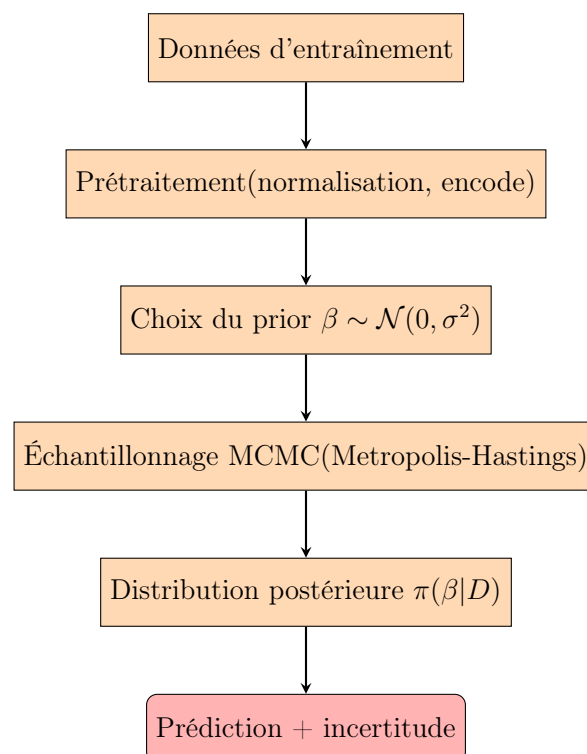 Données d'entraînement
Prétraitement(normalisation, encode)
Choix du prior β ∼ 𝒩(0, σ²)
Échantillonnage MCMC(Metropolis-Hastings)
Distribution postérieure π(β|D)
Prédiction + incertitude